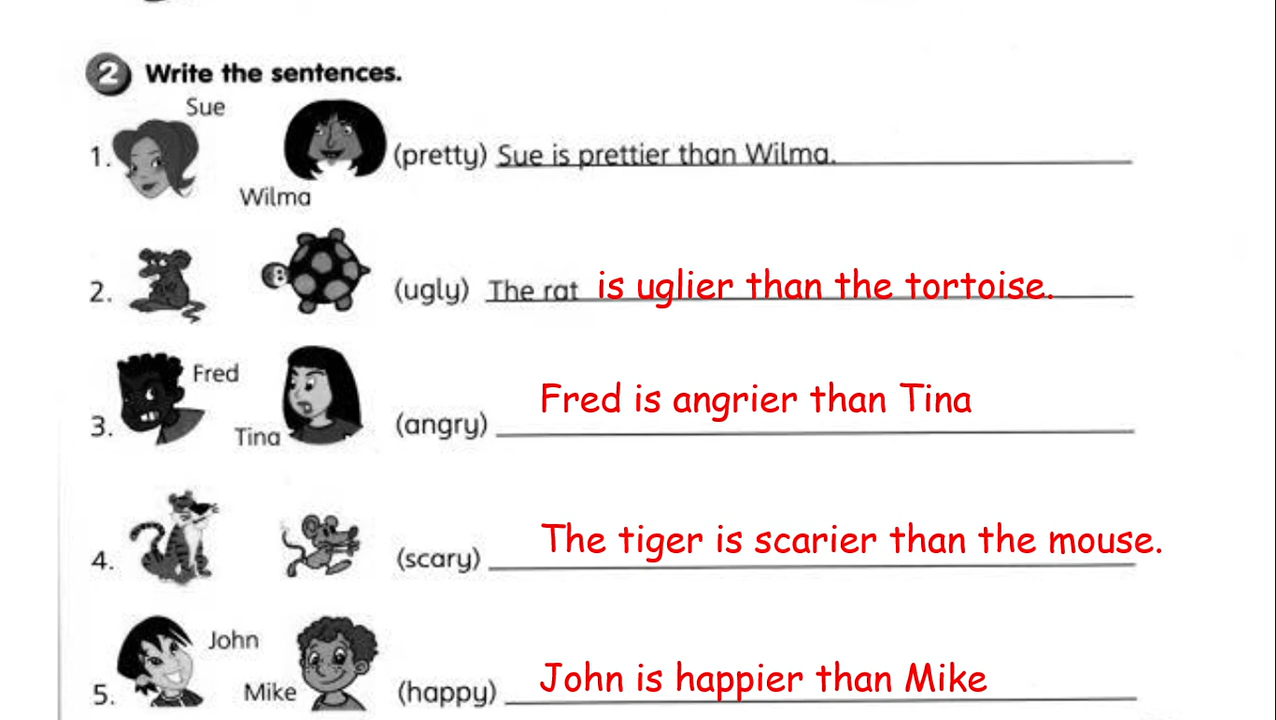 2 Write the sentences.
Sue
1. (pretty) Sue is prettier than Wilma.
Wilma
2. (ugly) The rat is uglier than the tortoise.
Fred
Fred is angrier than Tina
3. Tina (angry)
The tiger is scarier than the mouse.
4. (scary)
John
John is happier than Mike
5. Mike (happy)